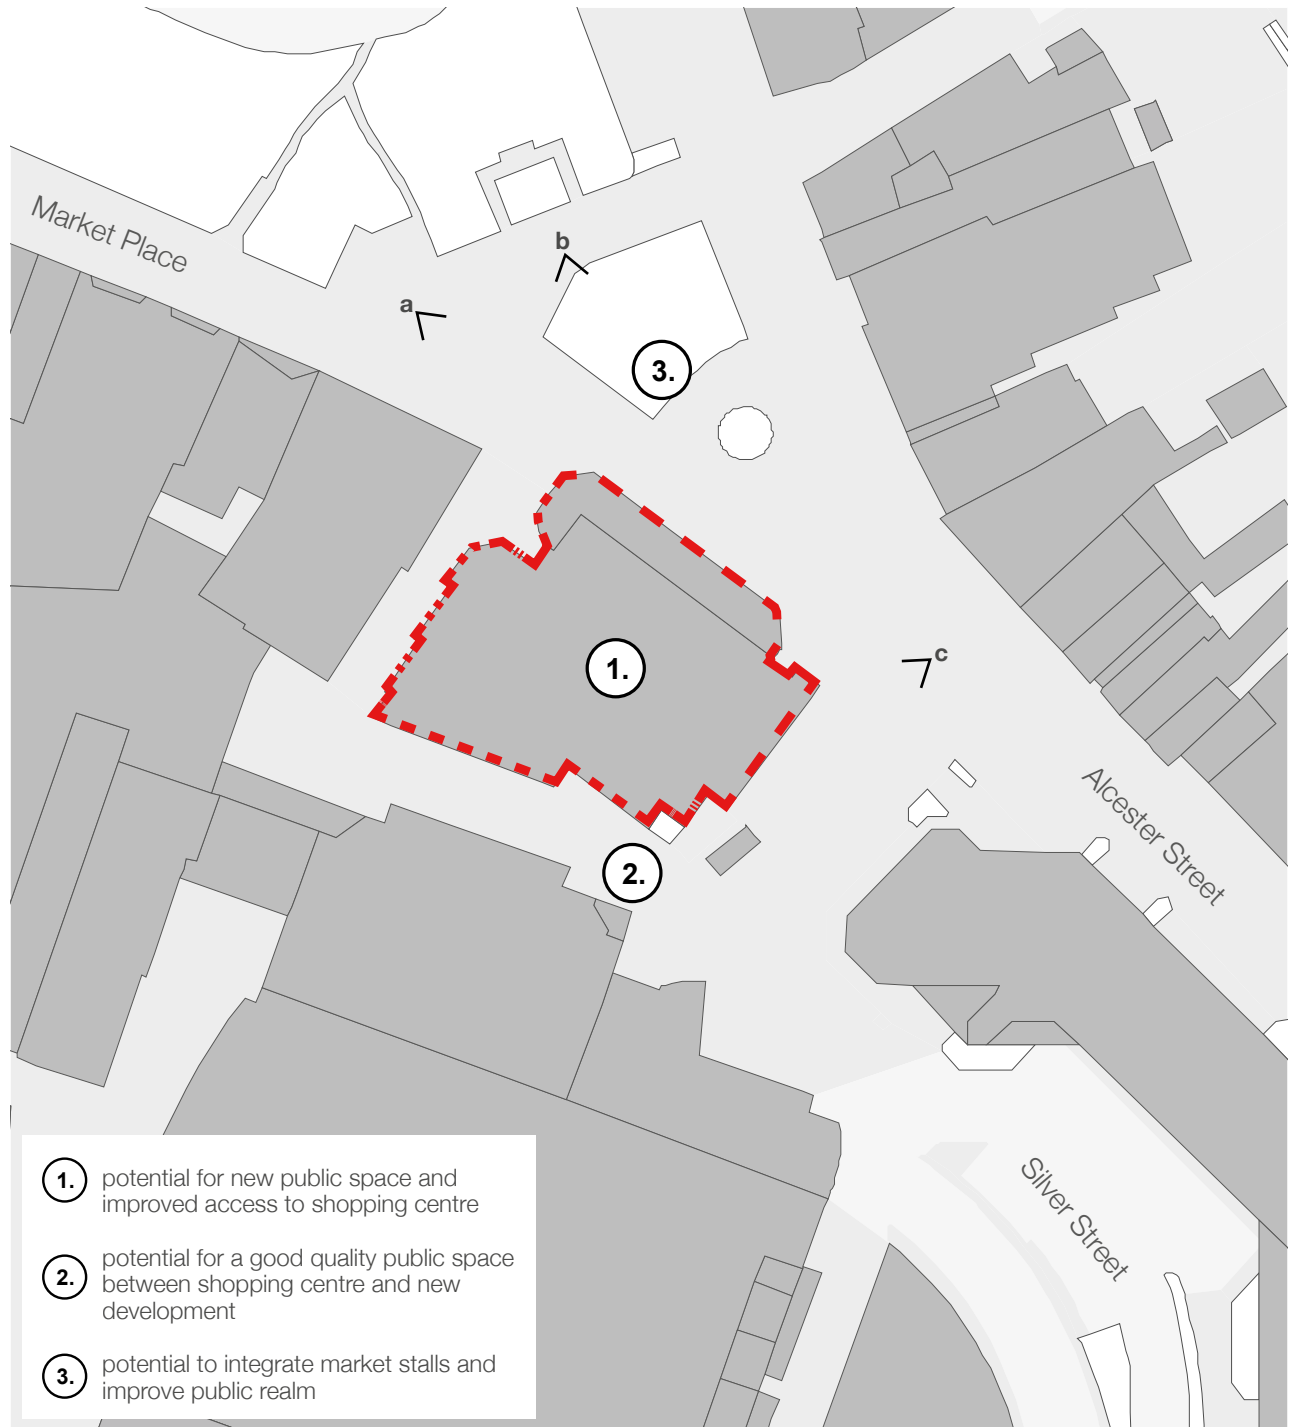 Market Place
b
a
3.
1.
c
Alcester Street
2.
Silver Street
1. potential for new public space and
improved access to shopping centre
2. potential for a good quality public space
between shopping centre and new
development
3. potential to integrate market stalls and
improve public realm